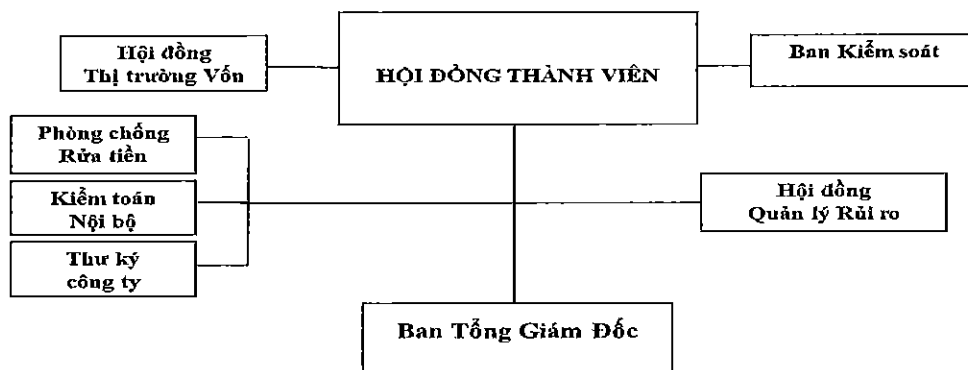 Hội đồng
Thị trường Vốn
HỘI ĐỒNG THÀNH VIÊN
Ban Kiểm soát
Phòng chống
Rửa tiền
Kiểm toán
Nội bộ
Thư ký
công ty
Hội đồng
Quản lý Rủi ro
Ban Tổng Giám Đốc